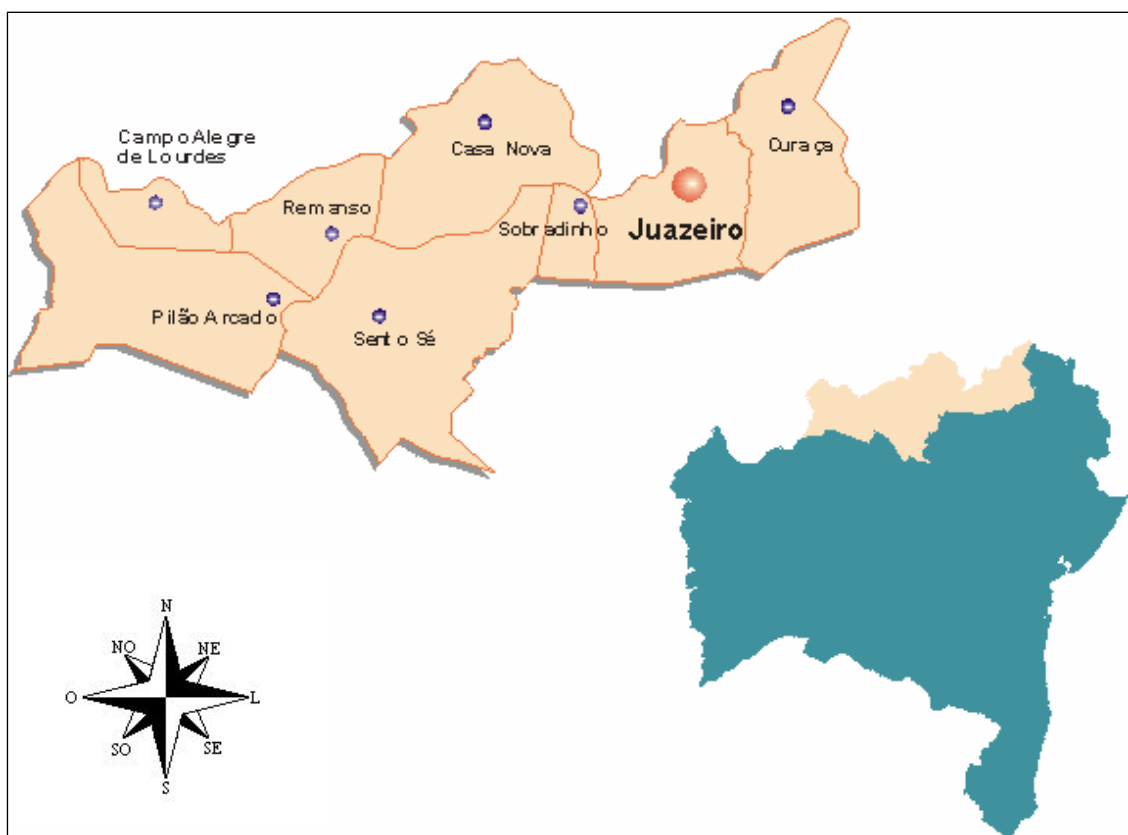 Campo Alegre
de Lourdes
Casa Nova
Curaça
Remanso
Sobradinho
Juazeiro
Pilão Arcado
Sento Sé
N
NO
NE
O
L
SO
SE
S